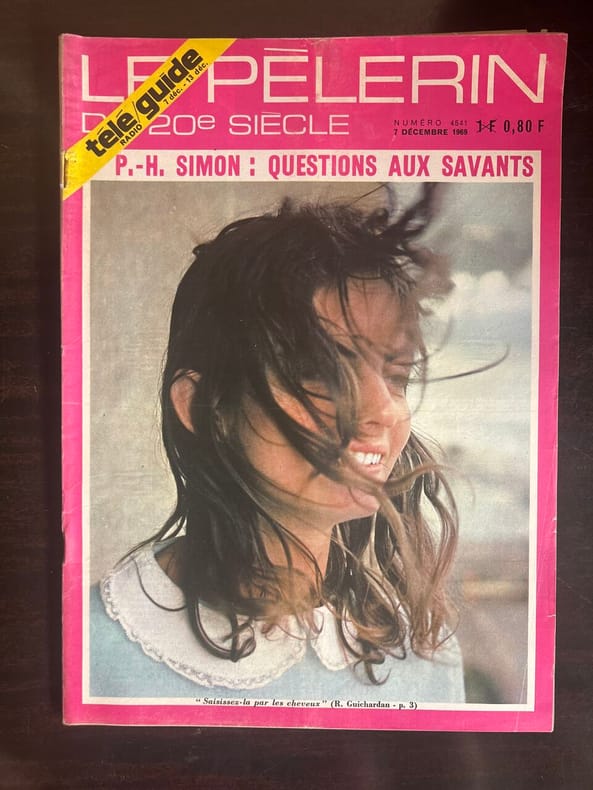 LE PÈLERIN
DU 20e SIÈCLE
télé/guide
RADIO 7 déc. - 13 déc.
NUMÉRO 4541
7 DÉCEMBRE 1969
1 F 0,80 F
P.-H. SIMON : QUESTIONS AUX SAVANTS
" Saisissez-la par les cheveux " (R. Guichardan - p. 3)